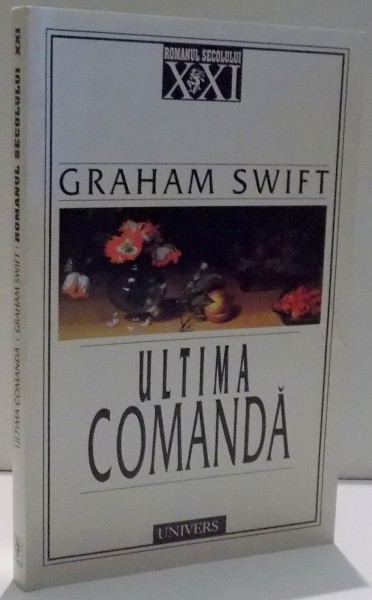 ROMANUL SECOLULUI
XXI
GRAHAM SWIFT
ULTIMA
COMANDĂ
UNIVERS
ULTIMA COMANDĂ / GRAHAM SWIFT / ROMANUL SECOLULUI XXI